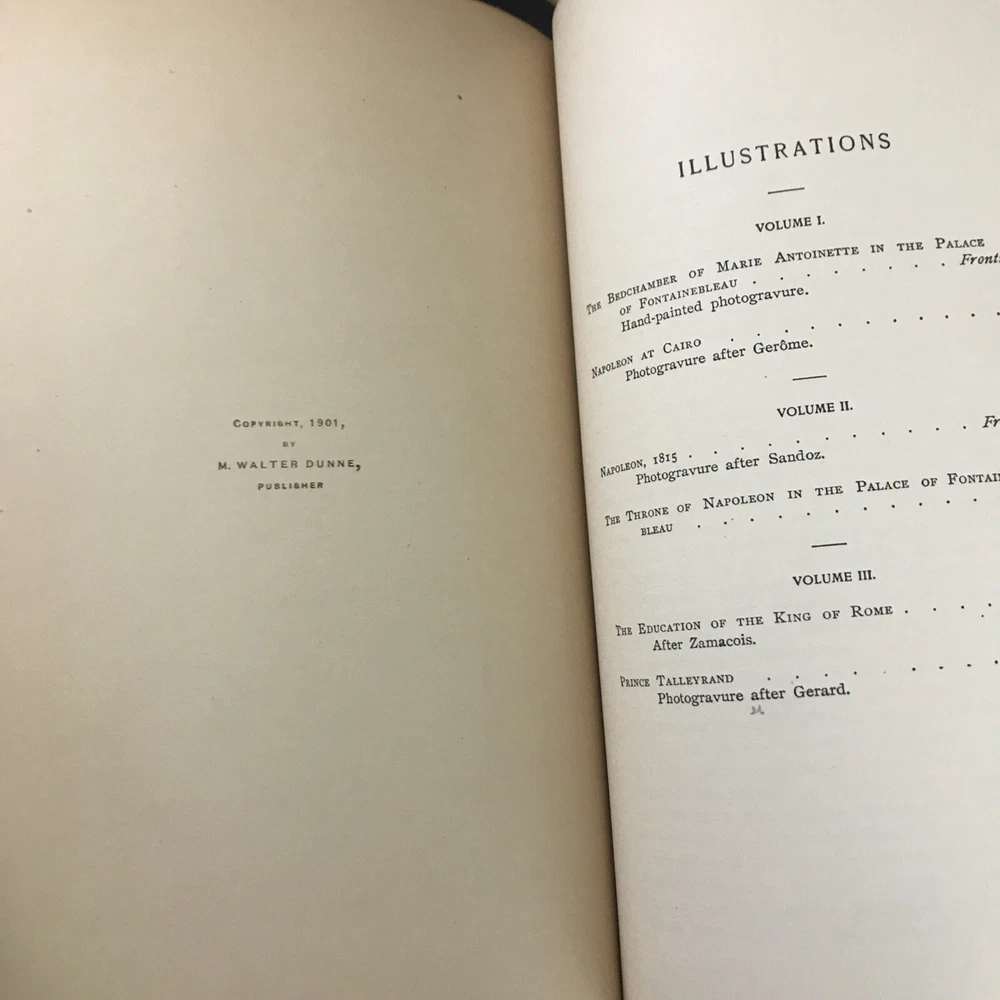 COPYRIGHT, 1901,
BY
M. WALTER DUNNE,
PUBLISHER
ILLUSTRATIONS
VOLUME I.
THE BEDCHAMBER OF MARIE ANTOINETTE IN THE PALACE
OF FONTAINEBLEAU . . . . . . . . Front
Hand-painted photogravure.
NAPOLEON AT CAIRO . . . . . . . . . .
Photogravure after Gerôme.
VOLUME II.
NAPOLEON, 1815 . . . . . . . . . . . Fr
Photogravure after Sandoz.
THE THRONE OF NAPOLEON IN THE PALACE OF FONTAIN
BLEAU . . . . . . . . . . .
VOLUME III.
THE EDUCATION OF THE KING OF ROME . . . .
After Zamacois.
PRINCE TALLEYRAND . . . . . . . .
Photogravure after Gerard.